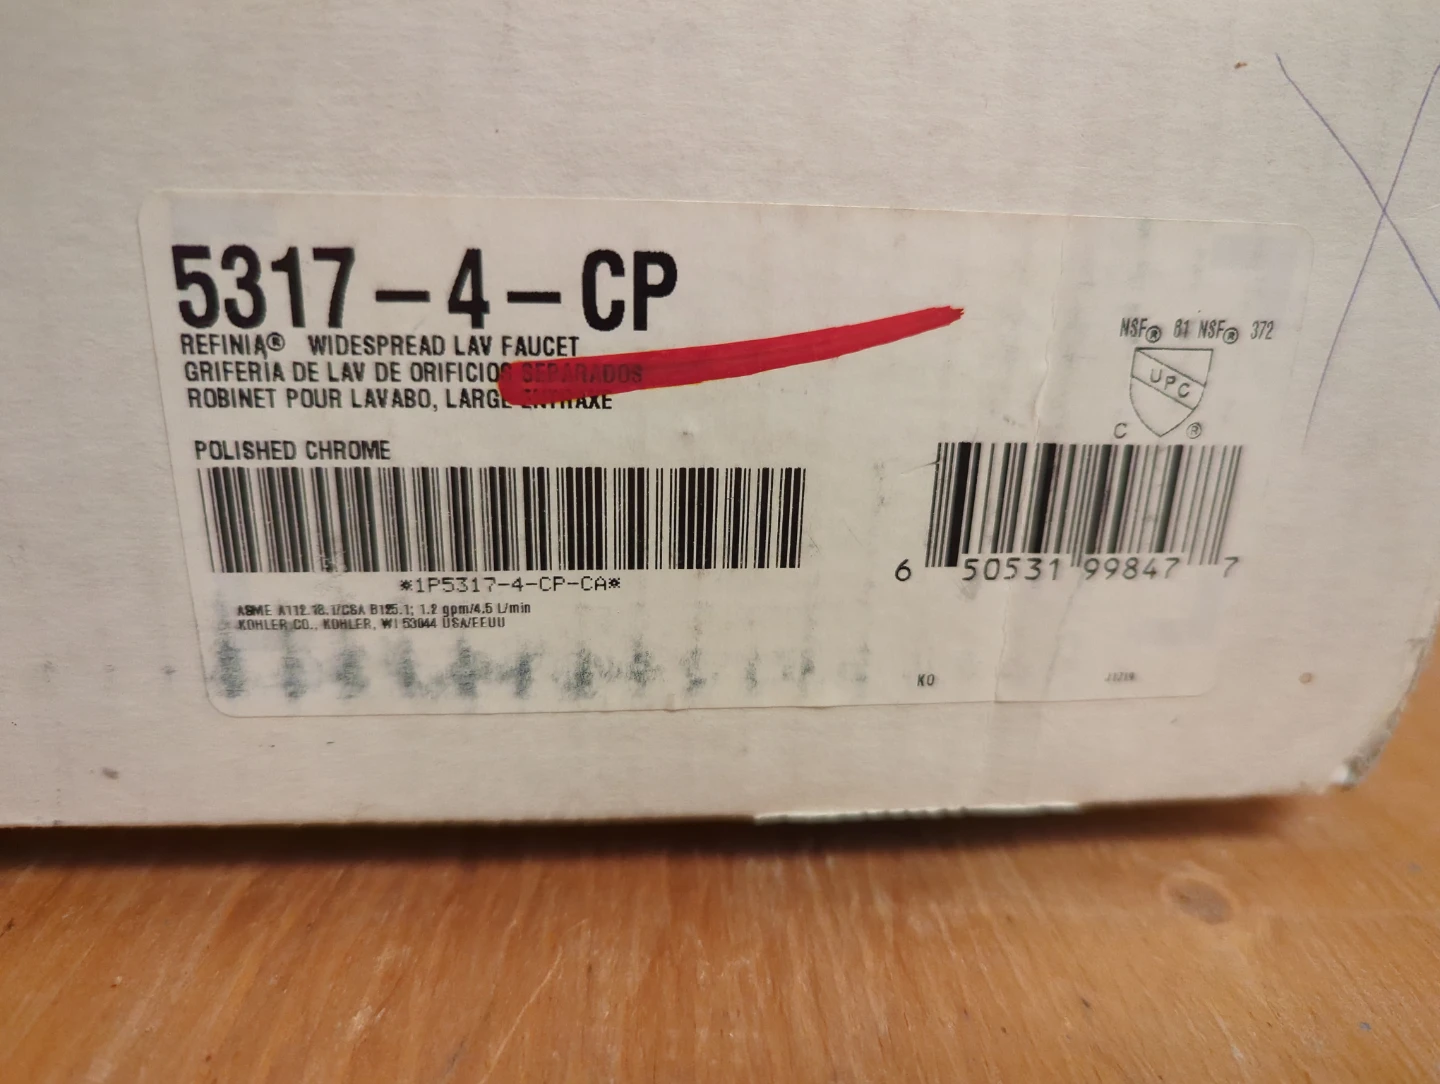 5317-4-CP
REFINIA® WIDESPREAD LAV FAUCET
GRIFERIA DE LAV DE ORIFICIOS SEPARADOS
ROBINET POUR LAVABO, LARGE ENTRAXE
POLISHED CHROME
*1P5317-4-CP-CA*
ASME A112.18.1/CSA B125.1; 1.2 gpm/4.5 L/min
KOHLER CO., KOHLER, WI 53044 USA/EEUU
NSF® 61 NSF® 372
UPC
C ®
6 50531 99847 7
KO